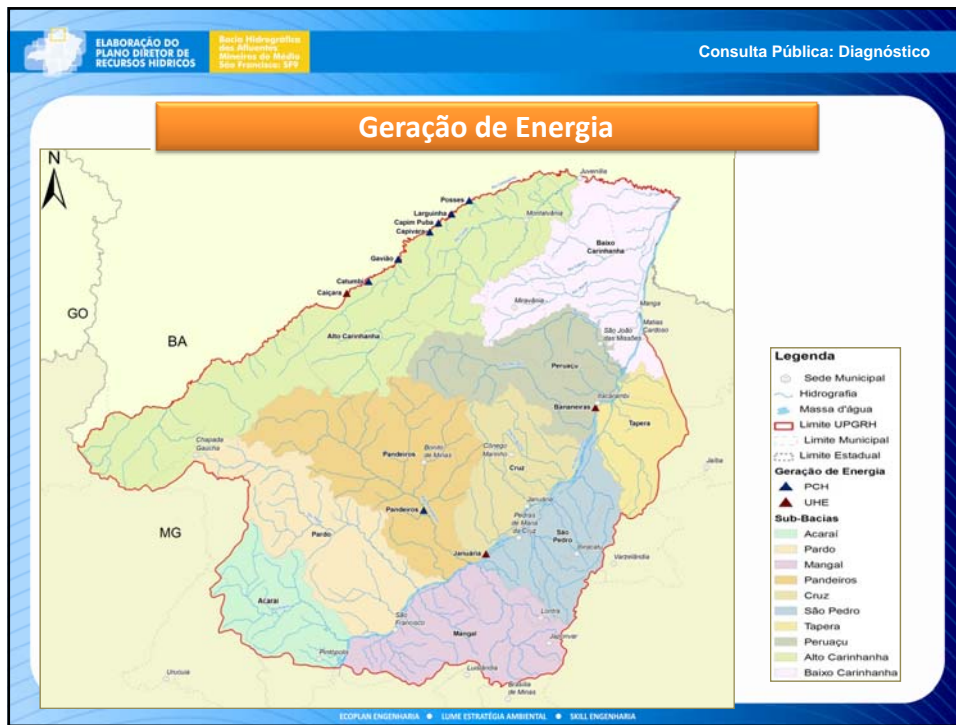 ELABORAÇÃO DO
PLANO DIRETOR DE
RECURSOS HÍDRICOS
Bacia Hidrográfica
dos Afluentes
Mineiros do Médio
São Francisco: SF9
Consulta Pública: Diagnóstico
Geração de Energia
N
Juvenília
Posses
Larguinha
Capim Puba
Capivara
Montalvânia
Baixo
Carinhanha
Gavião
Catumbi
Caiçara
Miravânia
Manga
GO
BA
Matias
Cardoso
São João
das Missões
Alto Carinhanha
Peruaçu
Itacarambi
Bananeiras
Tapera
Chapada
Gaúcha
Pandeiros
Bonito
de Minas
Cônego
Marinho
Cruz
Jaíba
Januária
Pandeiros
Pedras
de Maria
da Cruz
MG
Pardo
São
Pedro
Ibiracatu
Varzelândia
Januária
Acaraí
São
Francisco
Lontra
Mangal
Japonvar
Pintópolis
Urucuia
Luislândia
Brasília
de Minas
Legenda
Sede Municipal
Hidrografia
Massa d'água
Limite UPGRH
Limite Municipal
Limite Estadual
Geração de Energia
PCH
UHE
Sub-Bacias
Acaraí
Pardo
Mangal
Pandeiros
Cruz
São Pedro
Tapera
Peruaçu
Alto Carinhanha
Baixo Carinhanha
ECOPLAN ENGENHARIA ● LUME ESTRATÉGIA AMBIENTAL ● SKILL ENGENHARIA